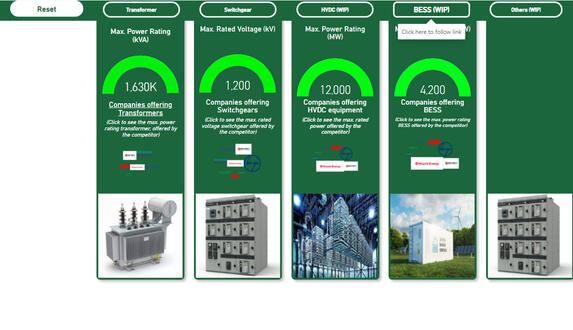 Reset
Transformer
Switchgear
HVDC (WIP)
BESS (WIP)
Others (WIP)
Max. Power Rating
(kVA)
1,630K
Companies offering
Transformers
(Click to see the max. power
rating transformer, offered by
the competitor)
Max. Rated Voltage (kV)
1,200
Companies offering
Switchgears
(Click to see the max. rated
voltage switchgear offered by
the competitor)
Max. Power Rating
(MW)
12,000
Companies offering
HVDC equipment
(Click to see the max. rated
power offered by the
competitor)
Click here to follow link
4,200
Companies offering
BESS
(Click to see the max. power rating
BESS offered by the competitor)